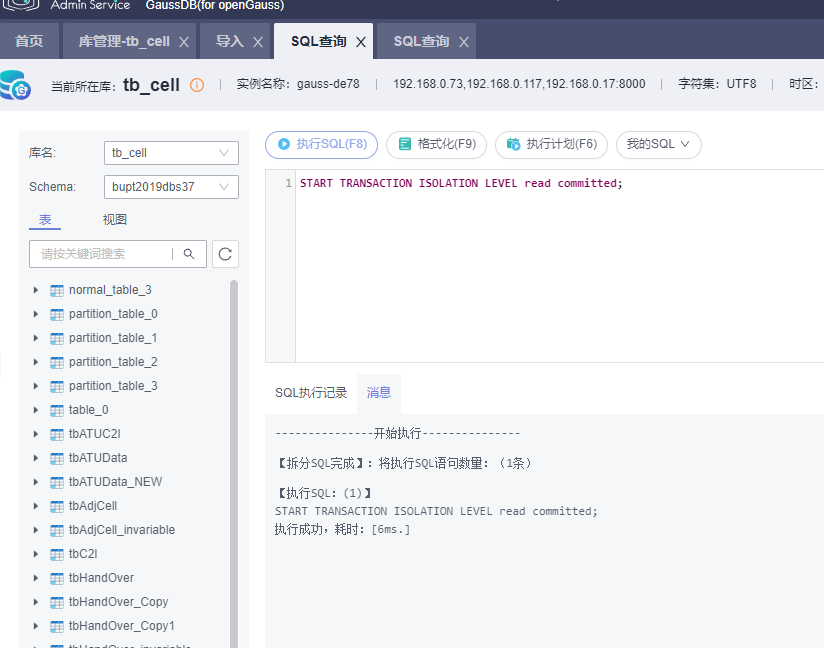 Admin Service GaussDB(for openGauss)
首页 库管理-tb_cell 导入 SQL查询 SQL查询
当前所在库: tb_cell 实例名称: gauss-de78 192.168.0.73,192.168.0.117,192.168.0.17:8000 字符集: UTF8 时区:
库名: tb_cell
Schema: bupt2019dbs37
表 视图
请按关键词搜索
normal_table_3
partition_table_0
partition_table_1
partition_table_2
partition_table_3
table_0
tbATUC2I
tbATUData
tbATUData_NEW
tbAdjCell
tbAdjCell_invariable
tbC2I
tbHandOver
tbHandOver_Copy
tbHandOver_Copy1
执行SQL(F8) 格式化(F9) 执行计划(F6) 我的SQL
1 START TRANSACTION ISOLATION LEVEL read committed;
SQL执行记录 消息
---------------开始执行---------------
【拆分SQL完成】: 将执行SQL语句数量: (1条)
【执行SQL: (1)】
START TRANSACTION ISOLATION LEVEL read committed;
执行成功, 耗时: [6ms.]